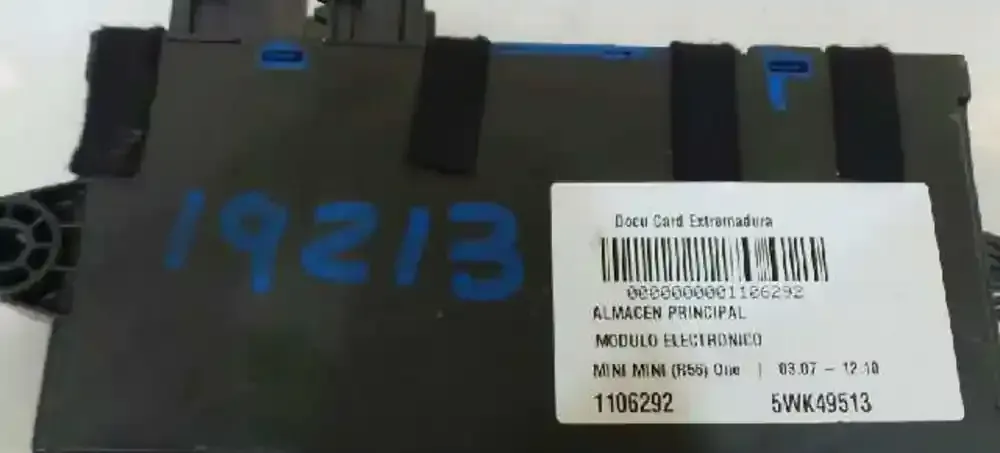 19213
Docu Card Extremadura
0000000001106292
ALMACEN PRINCIPAL
MODULO ELECTRONICO
MINI MINI (R56) One | 03.07 – 12.10
1106292 5WK49513